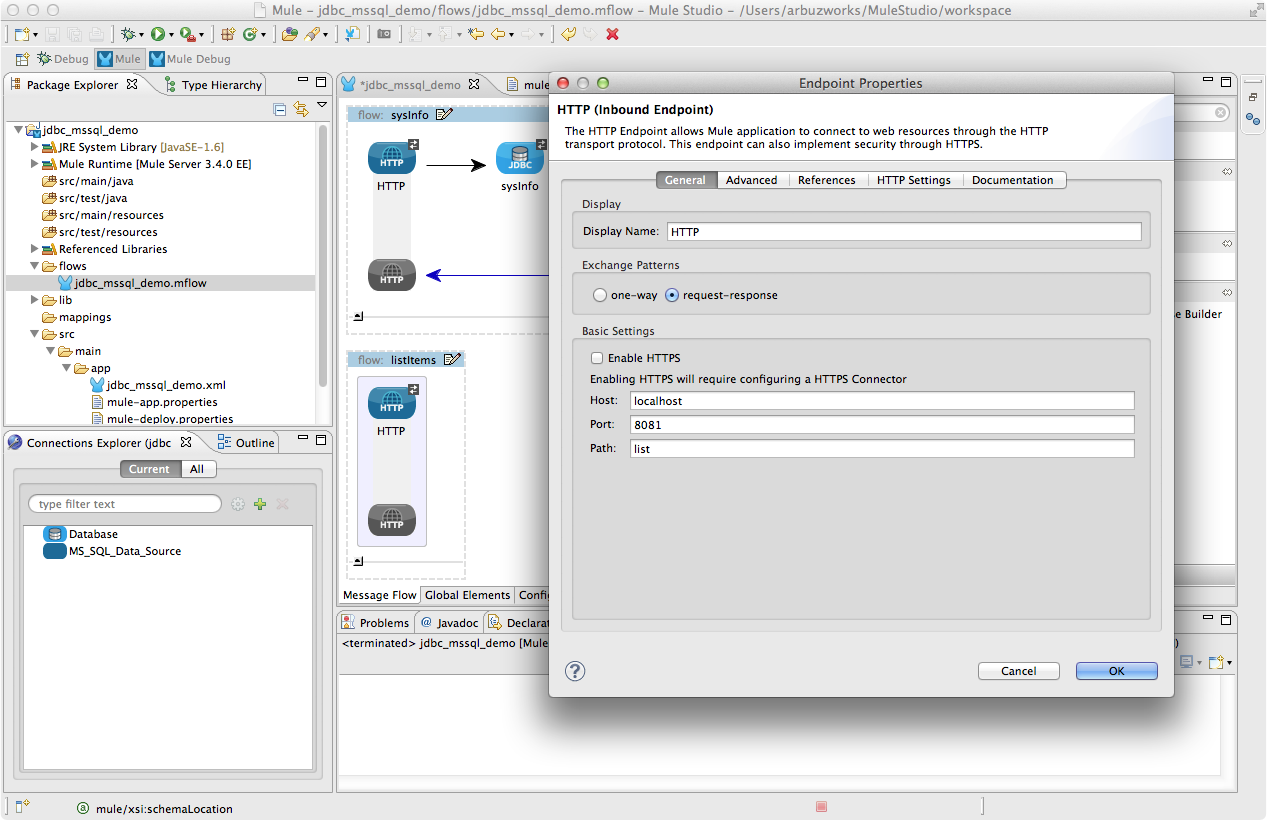 Mule – jdbc_mssql_demo/flows/jdbc_mssql_demo.mflow – Mule Studio – /Users/arbuzworks/MuleStudio/workspace
Debug
Mule
Mule Debug
Package Explorer
Type Hierarchy
jdbc_mssql_demo
JRE System Library [JavaSE-1.6]
Mule Runtime [Mule Server 3.4.0 EE]
src/main/java
src/test/java
src/main/resources
src/test/resources
Referenced Libraries
flows
jdbc_mssql_demo.mflow
lib
mappings
src
main
app
jdbc_mssql_demo.xml
mule-app.properties
mule-deploy.properties
Connections Explorer (jdbc
Outline
Current
All
type filter text
Database
MS_SQL_Data_Source
*jdbc_mssql_demo
mule
flow: sysInfo
HTTP
HTTP
JDBC
sysInfo
HTTP
flow: listItems
HTTP
HTTP
HTTP
Message Flow
Global Elements
Config
Problems
@ Javadoc
Declarat
<terminated> jdbc_mssql_demo [Mule
Endpoint Properties
HTTP (Inbound Endpoint)
The HTTP Endpoint allows Mule application to connect to web resources through the HTTP
transport protocol. This endpoint can also implement security through HTTPS.
General
Advanced
References
HTTP Settings
Documentation
Display
Display Name: HTTP
Exchange Patterns
one-way
request-response
Basic Settings
Enable HTTPS
Enabling HTTPS will require configuring a HTTPS Connector
Host: localhost
Port: 8081
Path: list
?
Cancel
OK
e Builder
mule/xsi:schemaLocation